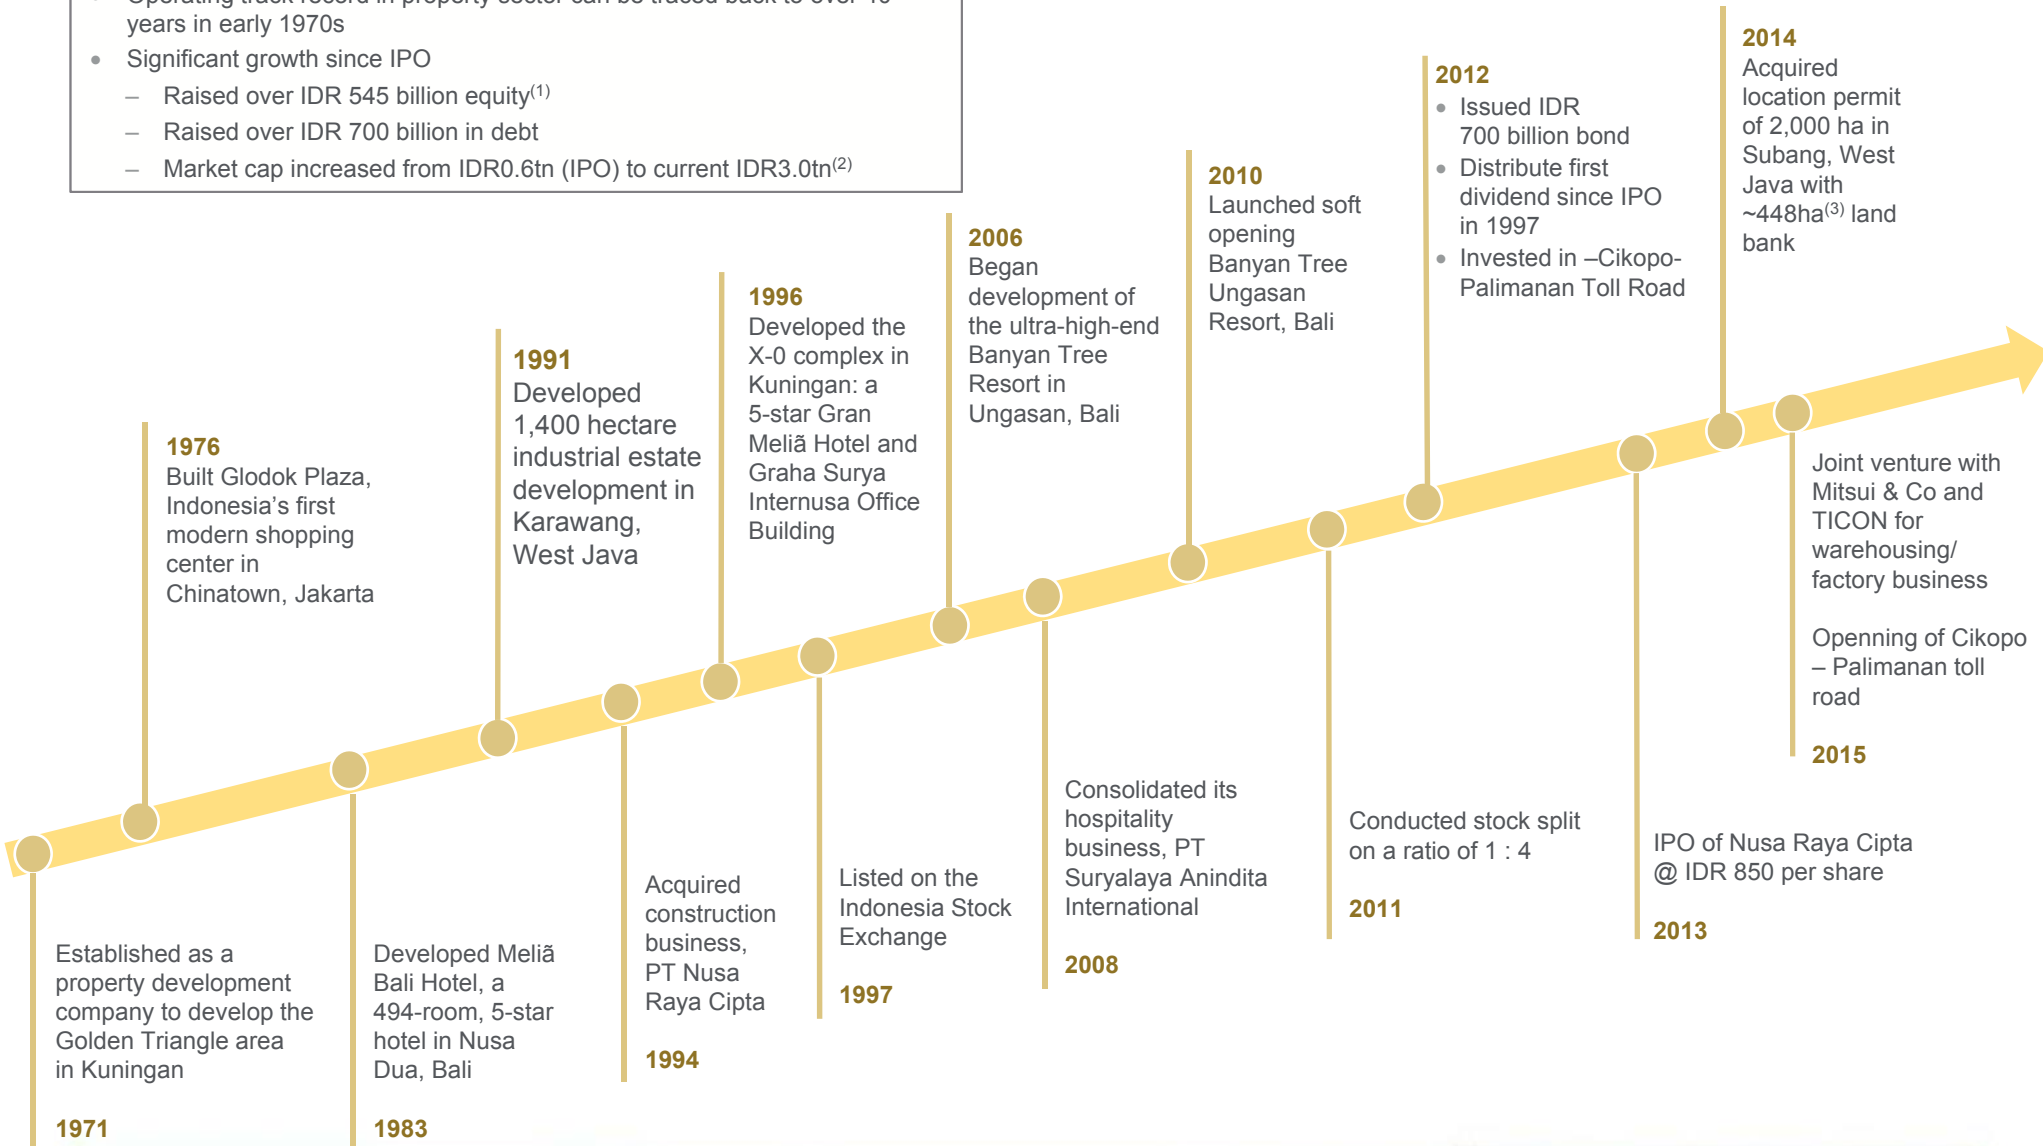 years in early 1970s
• Significant growth since IPO
– Raised over IDR 545 billion equity(1)
– Raised over IDR 700 billion in debt
– Market cap increased from IDR0.6tn (IPO) to current IDR3.0tn(2)
1971
Established as a
property development
company to develop the
Golden Triangle area
in Kuningan
1976
Built Glodok Plaza,
Indonesia’s first
modern shopping
center in
Chinatown, Jakarta
1983
Developed Meliã
Bali Hotel, a
494-room, 5-star
hotel in Nusa
Dua, Bali
1991
Developed
1,400 hectare
industrial estate
development in
Karawang,
West Java
1994
Acquired
construction
business,
PT Nusa
Raya Cipta
1996
Developed the
X-0 complex in
Kuningan: a
5-star Gran
Meliã Hotel and
Graha Surya
Internusa Office
Building
1997
Listed on the
Indonesia Stock
Exchange
2006
Began
development of
the ultra-high-end
Banyan Tree
Resort in
Ungasan, Bali
2008
Consolidated its
hospitality
business, PT
Suryalaya Anindita
International
2010
Launched soft
opening
Banyan Tree
Ungasan
Resort, Bali
2011
Conducted stock split
on a ratio of 1 : 4
2012
• Issued IDR
700 billion bond
• Distribute first
dividend since IPO
in 1997
• Invested in –Cikopo-
Palimanan Toll Road
2013
IPO of Nusa Raya Cipta
@ IDR 850 per share
2014
Acquired
location permit
of 2,000 ha in
Subang, West
Java with
~448ha(3) land
bank
Joint venture with
Mitsui & Co and
TICON for
warehousing/
factory business
Openning of Cikopo
– Palimanan toll
road
2015